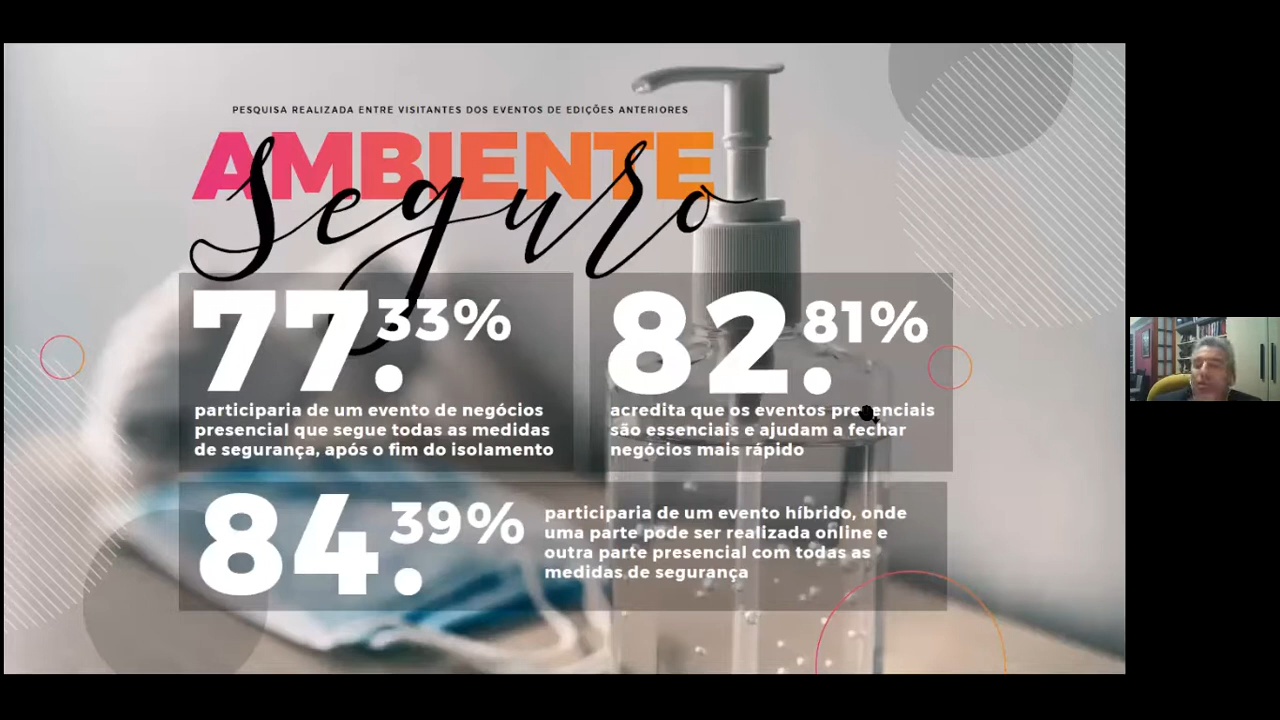 PESQUISA REALIZADA ENTRE VISITANTES DOS EVENTOS DE EDIÇÕES ANTERIORES
AMBIENTE
seguro
77.33%
participaria de um evento de negócios
presencial que segue todas as medidas
de segurança, após o fim do isolamento
82.81%
acredita que os eventos presenciais
são essenciais e ajudam a fechar
negócios mais rápido
84.39%
participaria de um evento híbrido, onde
uma parte pode ser realizada online e
outra parte presencial com todas as
medidas de segurança